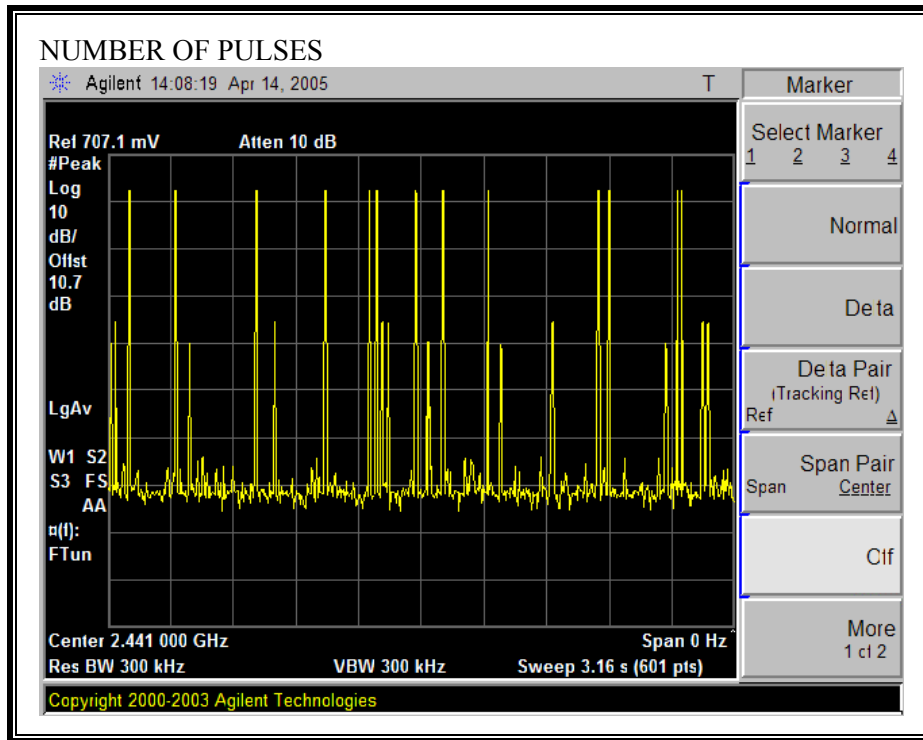 NUMBER OF PULSES
Agilent 14:08:19 Apr 14, 2005 T
Ref 707.1 mV Atten 10 dB
#Peak
Log
10
dB/
Offst
10.7
dB
LgAv
W1 S2
S3 FS
AA
¤(f):
FTun
Center 2.441 000 GHz Span 0 Hz^
Res BW 300 kHz VBW 300 kHz Sweep 3.16 s (601 pts)
Copyright 2000-2003 Agilent Technologies
Marker
Select Marker
1 2 3 4
Normal
Delta
Delta Pair
(Tracking Ref)
Ref Δ
Span Pair
Span Center
Off
More
1 of 2